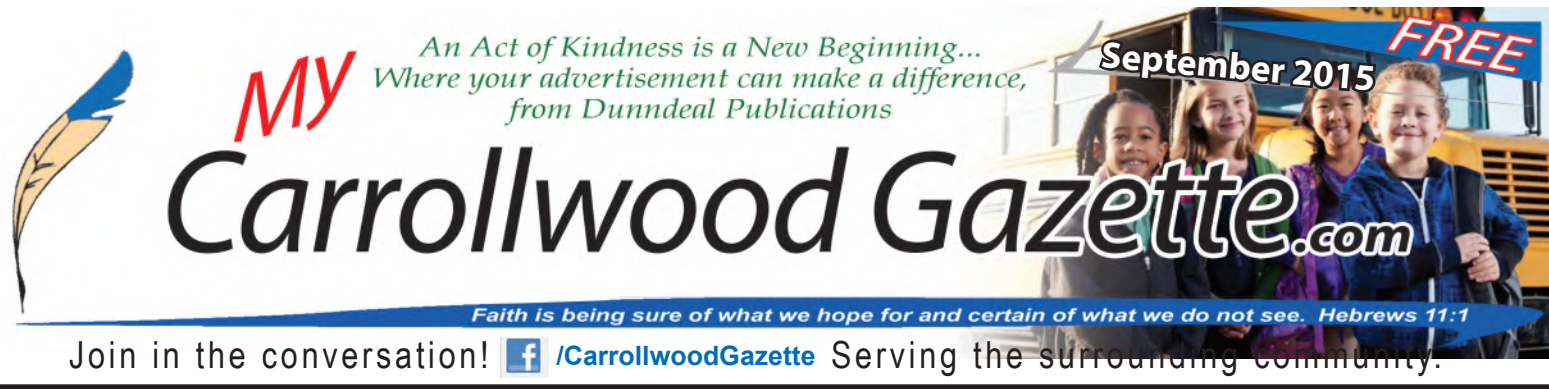 An Act of Kindness is a New Beginning...
Where your advertisement can make a difference,
from Dunndeal Publications
September 2015
FREE
My
Carrollwood Gazette.com
Faith is being sure of what we hope for and certain of what we do not see. Hebrews 11:1
Join in the conversation! f /CarrollwoodGazette Serving the surrounding community.